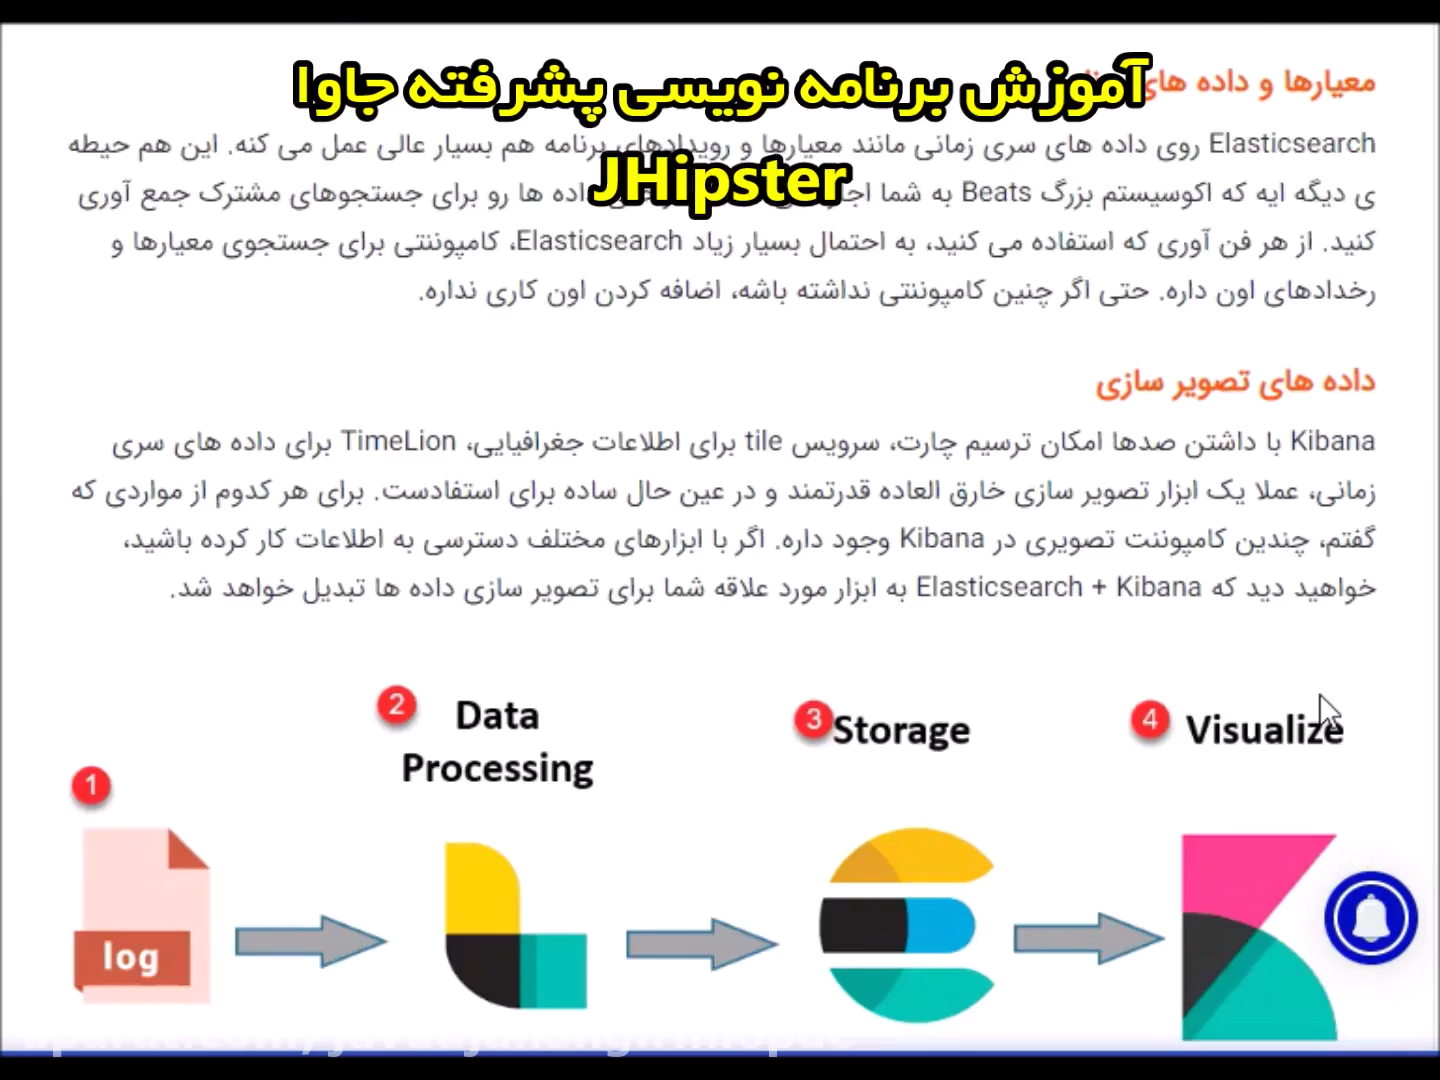 آموزش برنامه نویسی پشرفته جاوا
JHipster
معیارها و داده های
Elasticsearch روی داده های سری زمانی مانند معیارها و رویدادهای برنامه هم بسیار عالی عمل می کنه. این هم حیطه
ی دیگه ایه که اکوسیستم بزرگ Beats به شما داده ها رو برای جستجوهای مشترک جمع آوری
کنید. از هر فن آوری که استفاده می کنید، به احتمال بسیار زیاد Elasticsearch، کامپوننتی برای جستجوی معیارها و
رخدادهای اون داره. حتی اگر چنین کامپوننتی نداشته باشه، اضافه کردن اون کاری نداره.
داده های تصویر سازی
Kibana با داشتن صدها امکان ترسیم چارت، سرویس tile برای اطلاعات جغرافیایی، TimeLion برای داده های سری
زمانی، عملا یک ابزار تصویر سازی خارق العاده قدرتمند و در عین حال ساده برای استفادست. برای هر کدوم از مواردی که
گفتم، چندین کامپوننت تصویری در Kibana وجود داره. اگر با ابزارهای مختلف دسترسی به اطلاعات کار کرده باشید،
خواهید دید که Elasticsearch + Kibana به ابزار مورد علاقه شما برای تصویر سازی داده ها تبدیل خواهد شد.
1
log
2 Data
Processing
3 Storage
4 Visualize